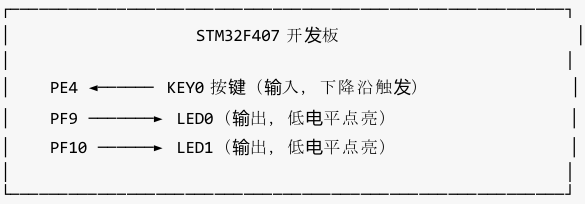 STM32F407 开发板
PE4 ◄────── KEY0 按键（输入，下降沿触发）
PF9 ──────► LED0（输出，低电平点亮）
PF10 ──────► LED1（输出，低电平点亮）